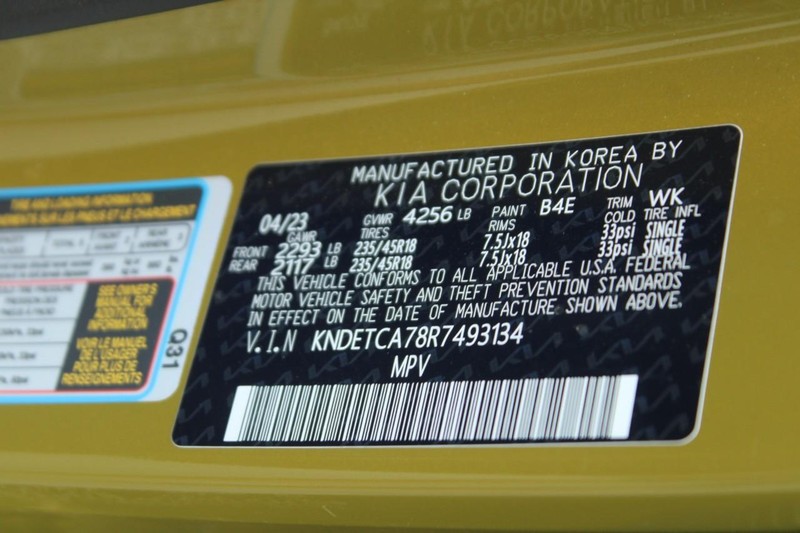 TIRE AND LOADING INFORMATION
SEE OWNER'S
MANUAL FOR
ADDITIONAL
INFORMATION
VOIR LE MANUEL
DE L'USAGER
POUR PLUS DE
RENSEIGNEMENTS
Q31
MANUFACTURED IN KOREA BY
KIA CORPORATION
04/23 GVWR 4256 LB PAINT B4E TRIM WK
GAWR TIRES RIMS COLD TIRE INFL
FRONT 2293 LB 235/45R18 7.5Jx18 33psi SINGLE
REAR 2117 LB 235/45R18 7.5Jx18 33psi SINGLE
THIS VEHICLE CONFORMS TO ALL APPLICABLE U.S.A. FEDERAL
MOTOR VEHICLE SAFETY AND THEFT PREVENTION STANDARDS
IN EFFECT ON THE DATE OF MANUFACTURE SHOWN ABOVE.
V.I.N KNDETCA78R7493134
MPV